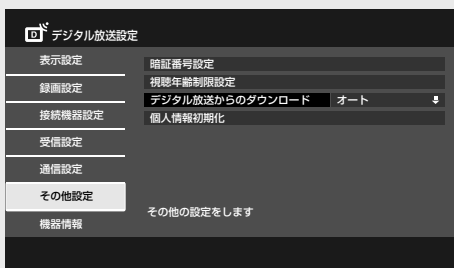 D デジタル放送設定
表示設定
録画設定
接続機器設定
受信設定
通信設定
その他設定
機器情報
暗証番号設定
視聴年齢制限設定
デジタル放送からのダウンロード オート
個人情報初期化
その他の設定をします